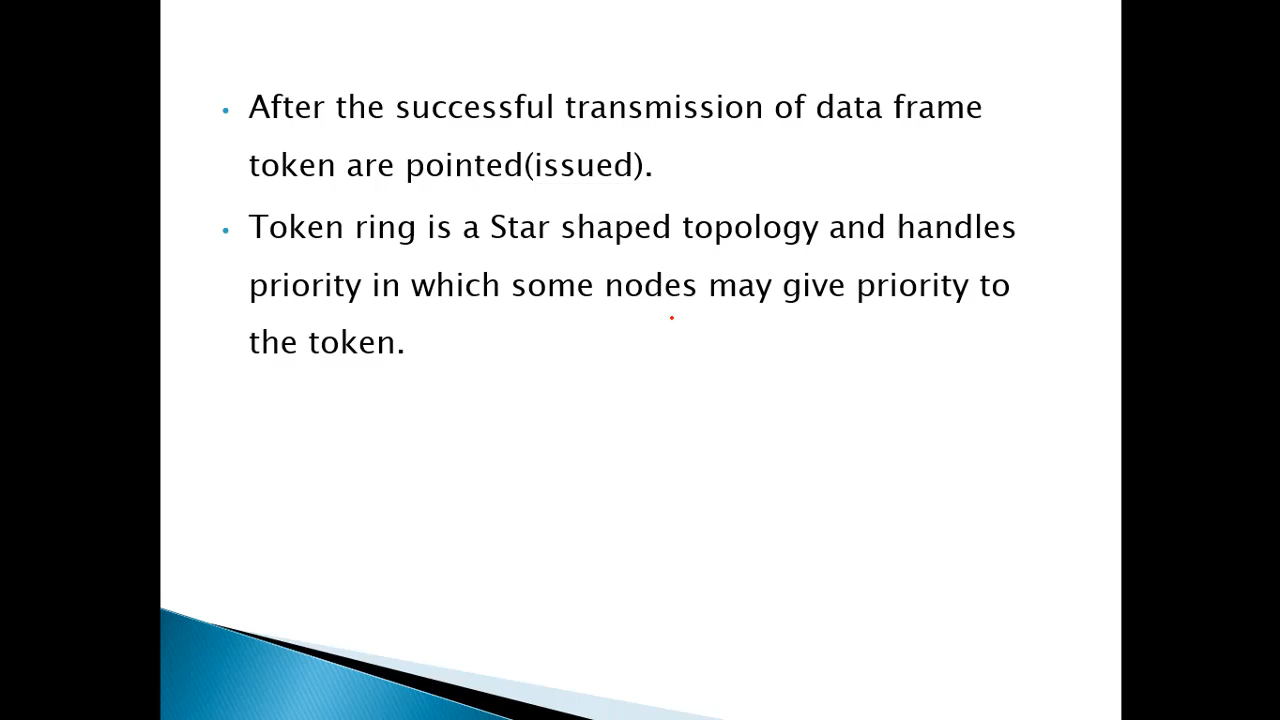 • After the successful transmission of data frame
token are pointed(issued).
• Token ring is a Star shaped topology and handles
priority in which some nodes may give priority to
the token.